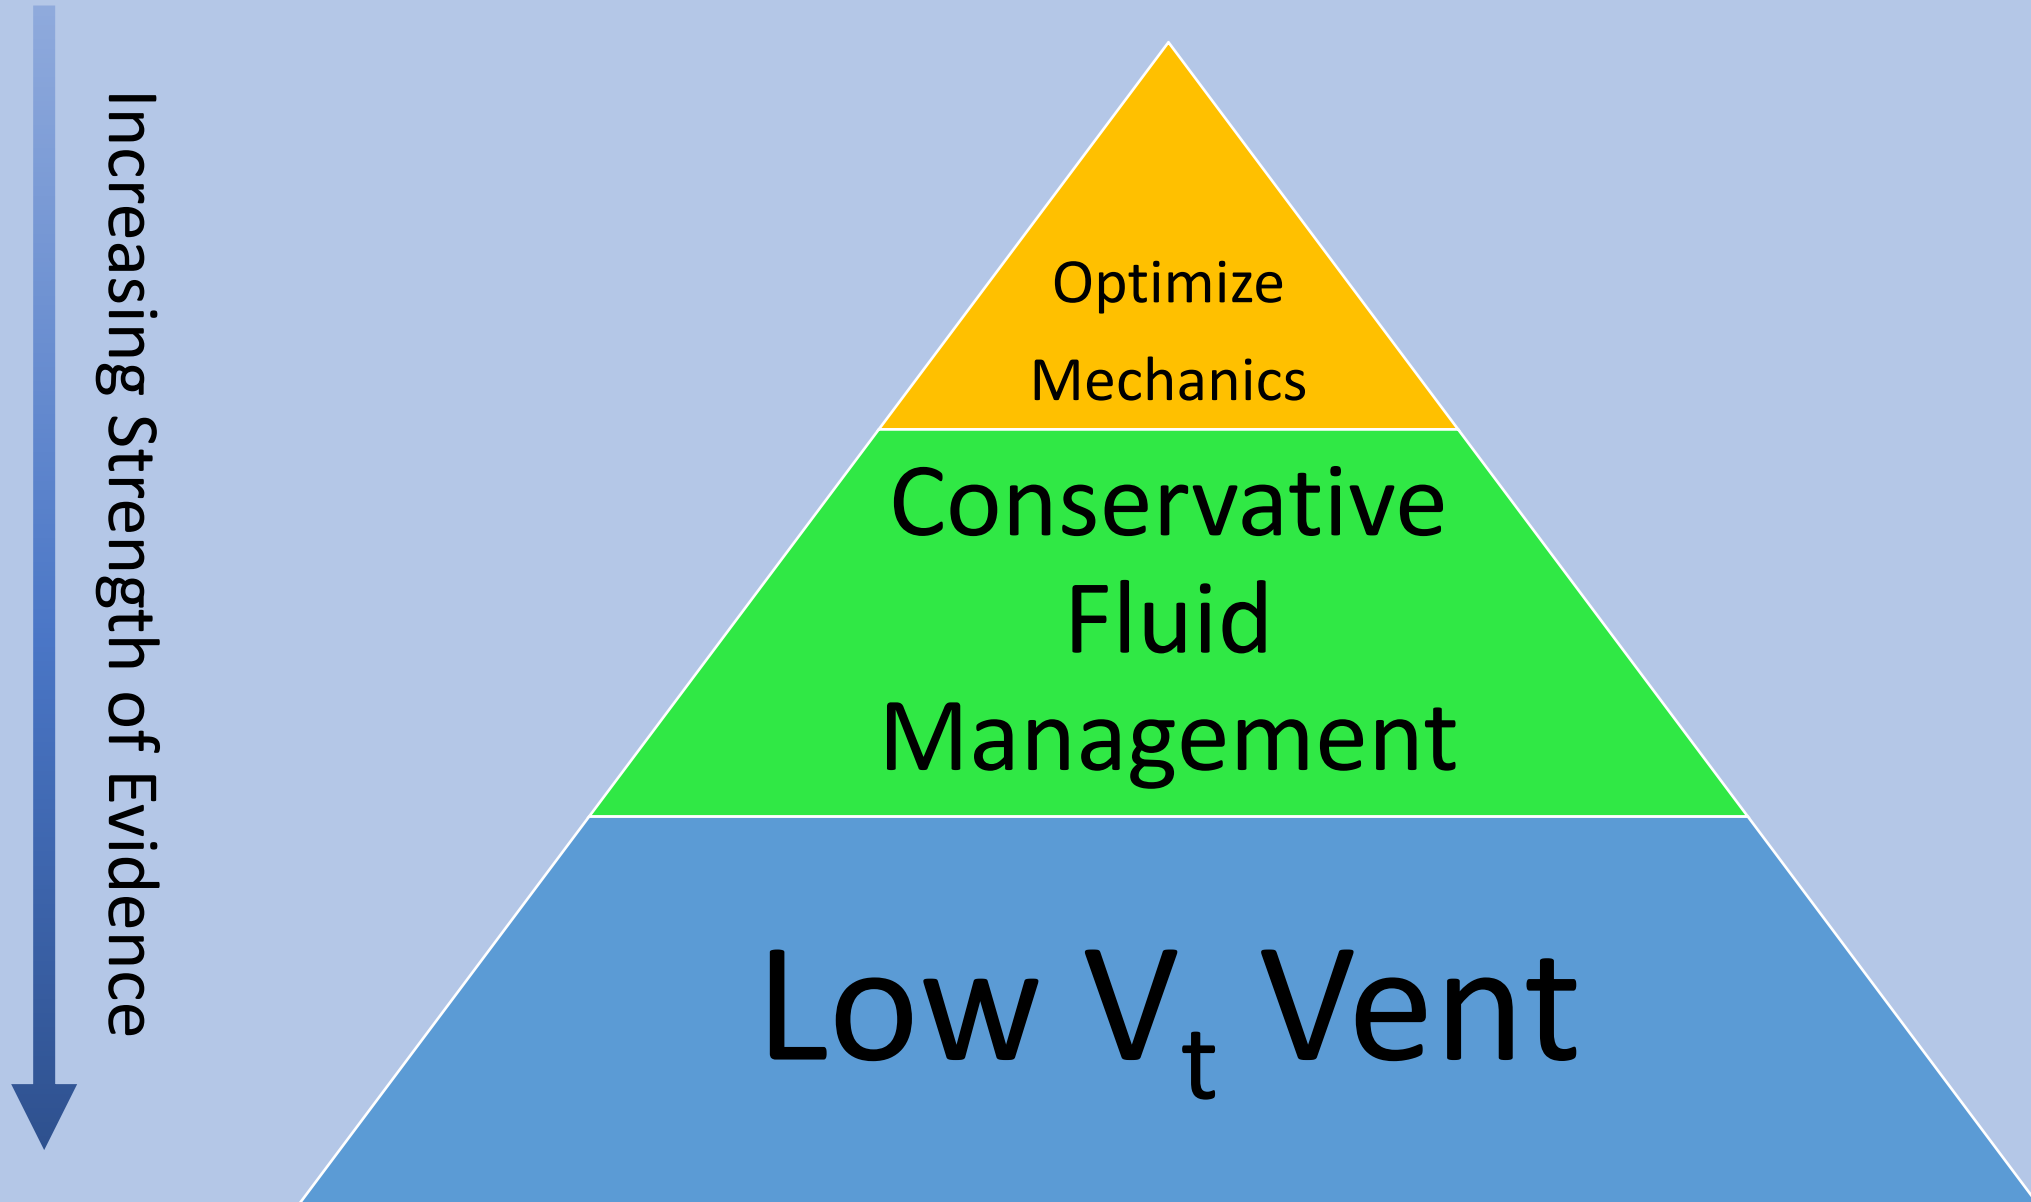 Increasing Strength of Evidence
Optimize
Mechanics
Conservative
Fluid
Management
Low Vt Vent